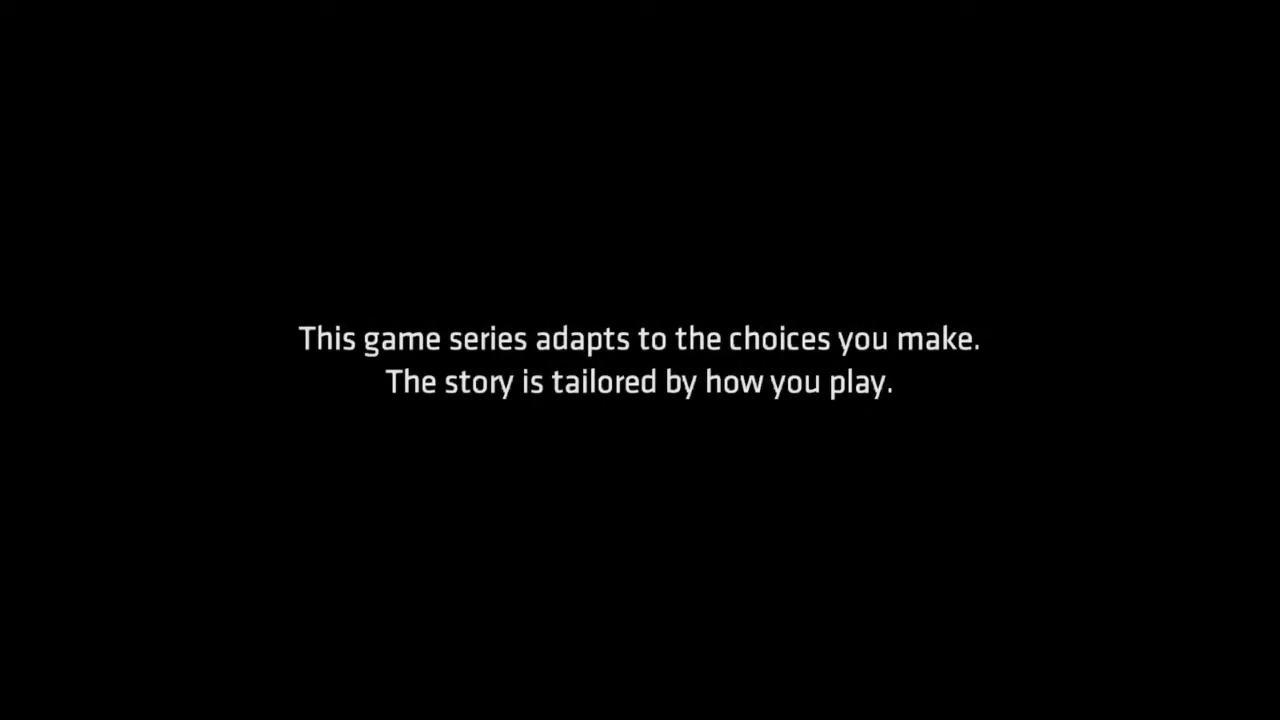 This game series adapts to the choices you make.
The story is tailored by how you play.